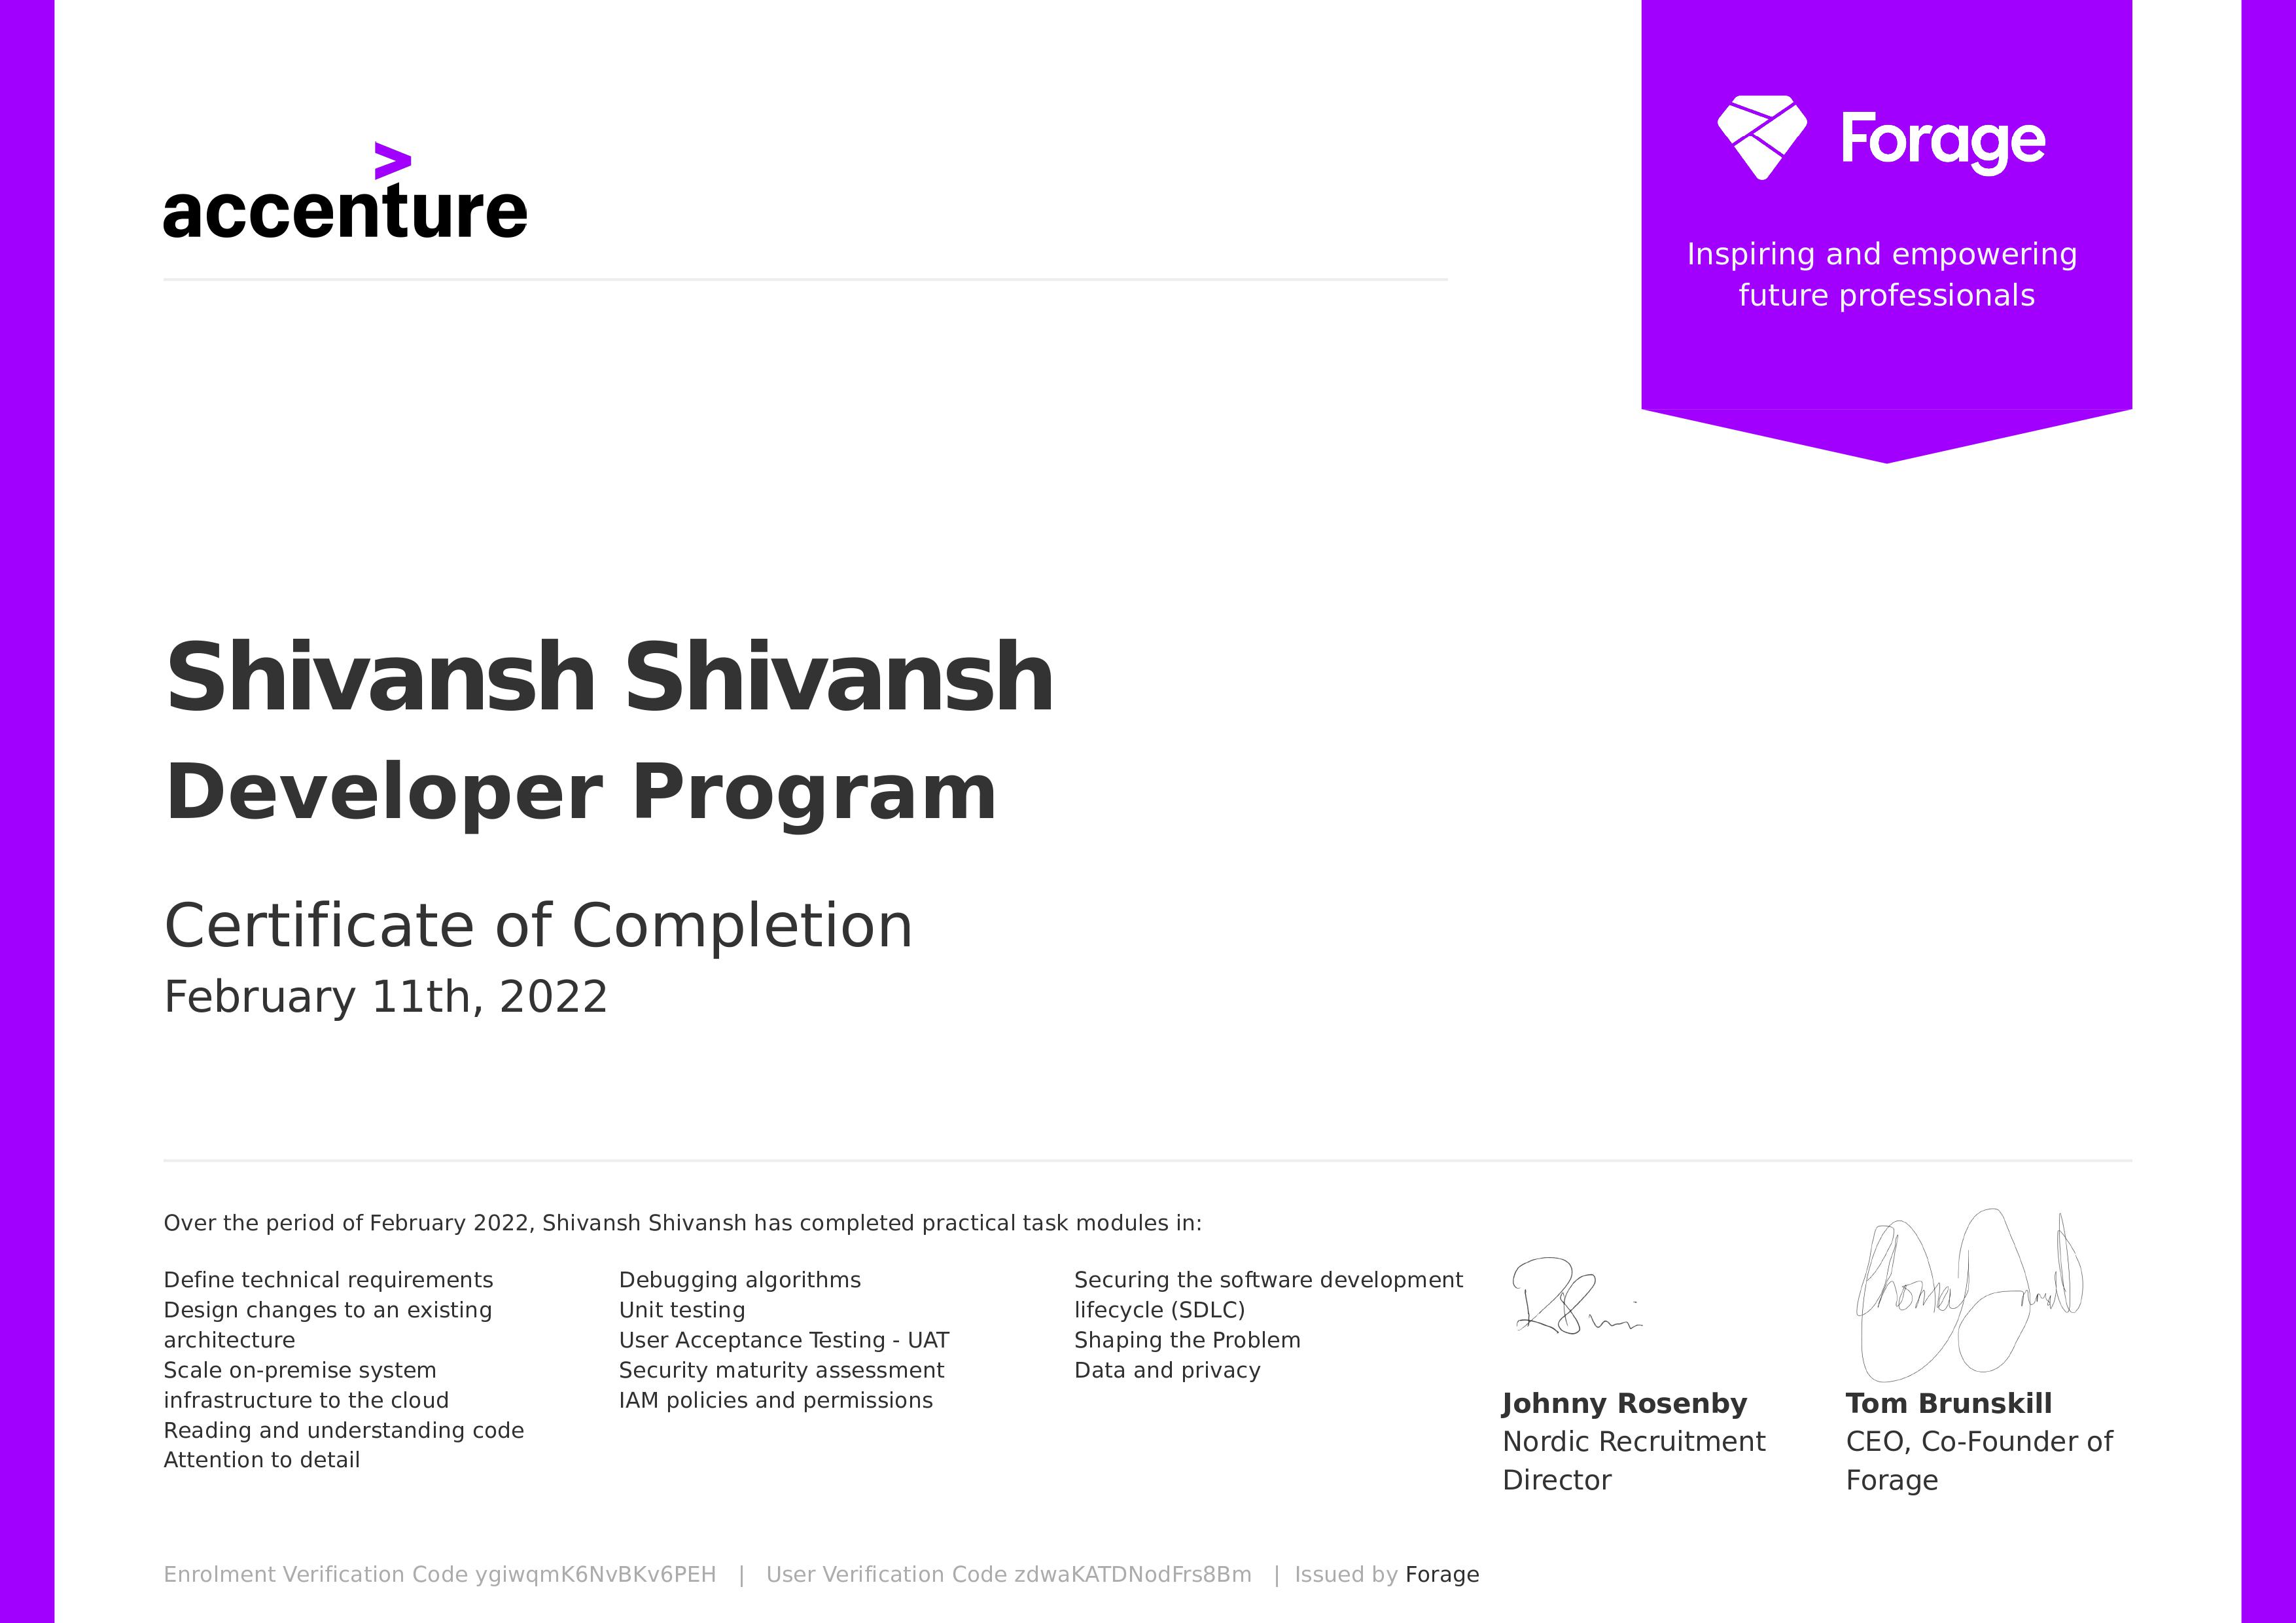 accenture
>
Forage
Inspiring and empowering
future professionals
Shivansh Shivansh
Developer Program
Certificate of Completion
February 11th, 2022
Over the period of February 2022, Shivansh Shivansh has completed practical task modules in:
Define technical requirements
Design changes to an existing
architecture
Scale on-premise system
infrastructure to the cloud
Reading and understanding code
Attention to detail
Debugging algorithms
Unit testing
User Acceptance Testing - UAT
Security maturity assessment
IAM policies and permissions
Securing the software development
lifecycle (SDLC)
Shaping the Problem
Data and privacy
Johnny Rosenby
Nordic Recruitment
Director
Tom Brunskill
CEO, Co-Founder of
Forage
Enrolment Verification Code ygiwqmK6NvBKv6PEH | User Verification Code zdwaKATDNodFrs8Bm | Issued by Forage